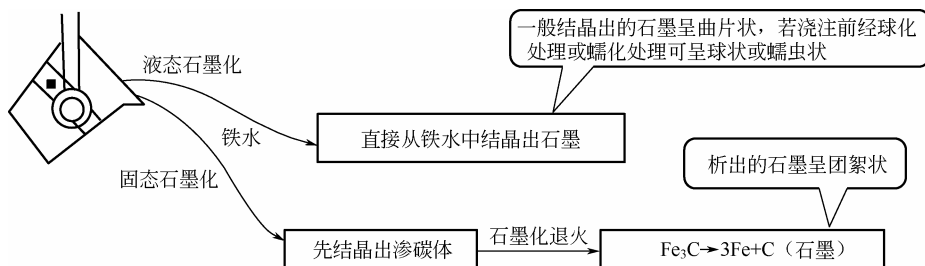 一般结晶出的石墨呈曲片状，若浇注前经球化
处理或蠕化处理可呈球状或蠕虫状
液态石墨化
铁水
直接从铁水中结晶出石墨
固态石墨化
析出的石墨呈团絮状
先结晶出渗碳体
石墨化退火
Fe₃C→3Fe+C（石墨）